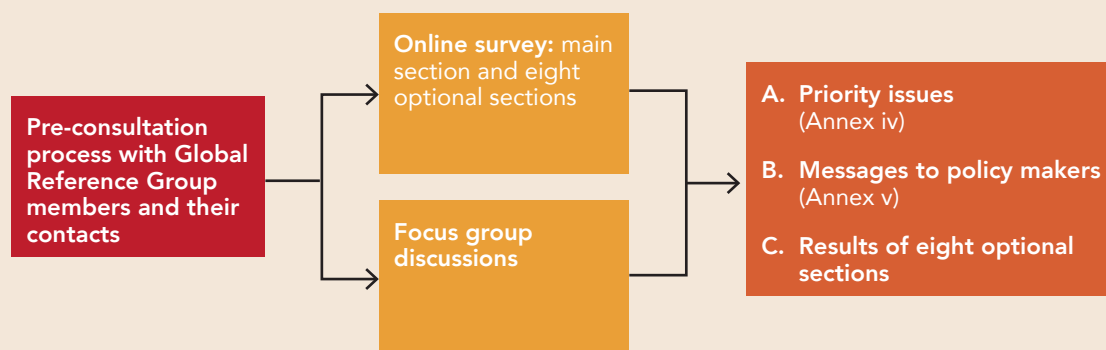 Pre-consultation
process with Global
Reference Group
members and their
contacts
Online survey: main
section and eight
optional sections
Focus group
discussions
A. Priority issues
(Annex iv)
B. Messages to policy makers
(Annex v)
C. Results of eight optional
sections